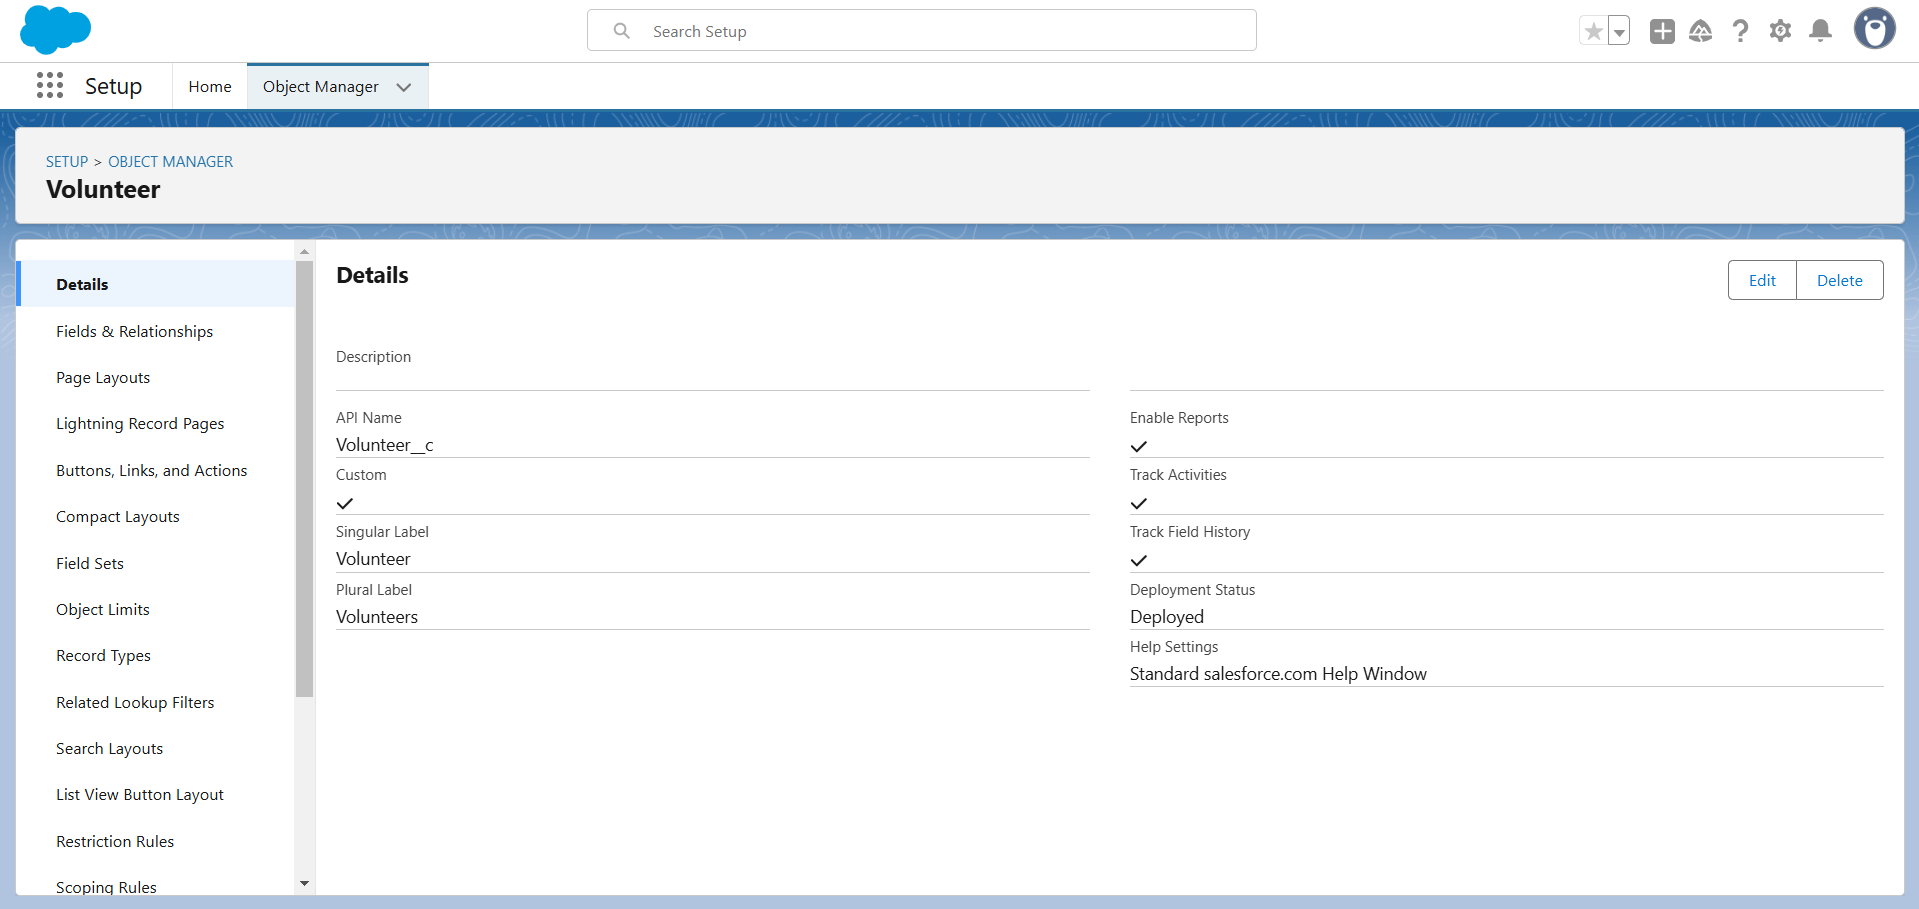 Search Setup
Setup
Home
Object Manager
SETUP > OBJECT MANAGER
Volunteer
Details
Fields & Relationships
Page Layouts
Lightning Record Pages
Buttons, Links, and Actions
Compact Layouts
Field Sets
Object Limits
Record Types
Related Lookup Filters
Search Layouts
List View Button Layout
Restriction Rules
Scoping Rules
Details
Edit
Delete
Description
API Name
Volunteer__c
Custom
Singular Label
Volunteer
Plural Label
Volunteers
Enable Reports
Track Activities
Track Field History
Deployment Status
Deployed
Help Settings
Standard salesforce.com Help Window